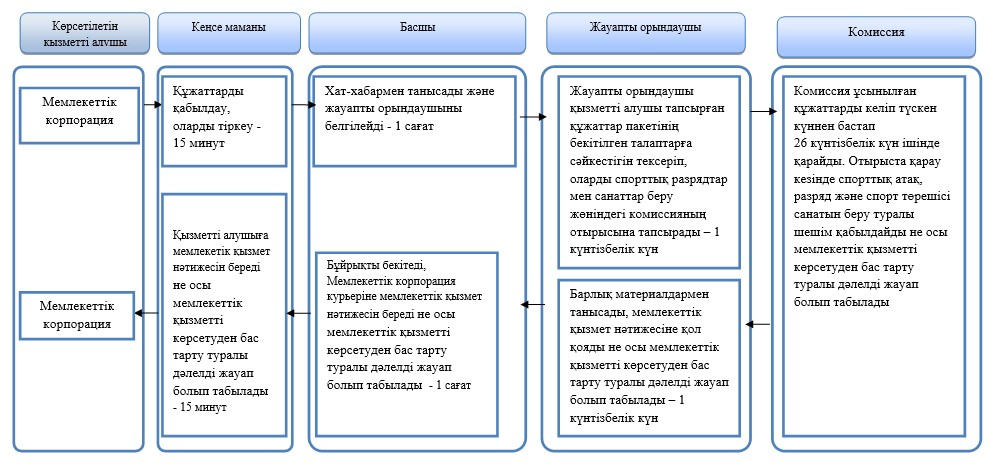 Көрсетілетін
қызметті алушы
Кеңсе маманы
Басшы
Жауапты орындаушы
Комиссия
Мемлекеттік
корпорация
Құжаттарды
қабылдау,
оларды тіркеу -
15 минут
Хат-хабармен танысады және
жауапты орындаушыны
белгілейді - 1 сағат
Жауапты орындаушы
қызметті алушы тапсырған
құжаттар пакетінің
бекітілген талаптарға
сәйкестігін тексеріп,
оларды спорттық разрядтар
мен санаттар беру
жөніндегі комиссияның
отырысына тапсырады – 1
күнтізбелік күн
Комиссия ұсынылған
құжаттарды келіп түскен
күннен бастап
26 күнтізбелік күн ішінде
қарайды. Отырыста қарау
кезінде спорттық атақ,
разряд және спорт төрешісі
санатын беру туралы
шешім қабылдайды не осы
мемлекеттік қызметті
көрсетуден бас тарту
туралы дәлелді жауап
болып табылады
Барлық материалдармен
танысады, мемлекеттік
қызмет нәтижесіне қол
қояды не осы мемлекеттік
қызметті көрсетуден бас
тарту туралы дәлелді жауап
болып табылады – 1
күнтізбелік күн
Бұйрықты бекітеді,
Мемлекеттік корпорация
курьеріне мемлекеттік қызмет
нәтижесін береді не осы
мемлекеттік қызметті
көрсетуден бас тарту
туралы дәлелді жауап
болып табылады - 1 сағат
Қызметті алушыға
мемлекетік қызмет
нәтижесін береді
не осы
мемлекеттік
қызметті
көрсетуден бас
тарту туралы
дәлелді жауап
болып табылады
- 15 минут
Мемлекеттік
корпорация